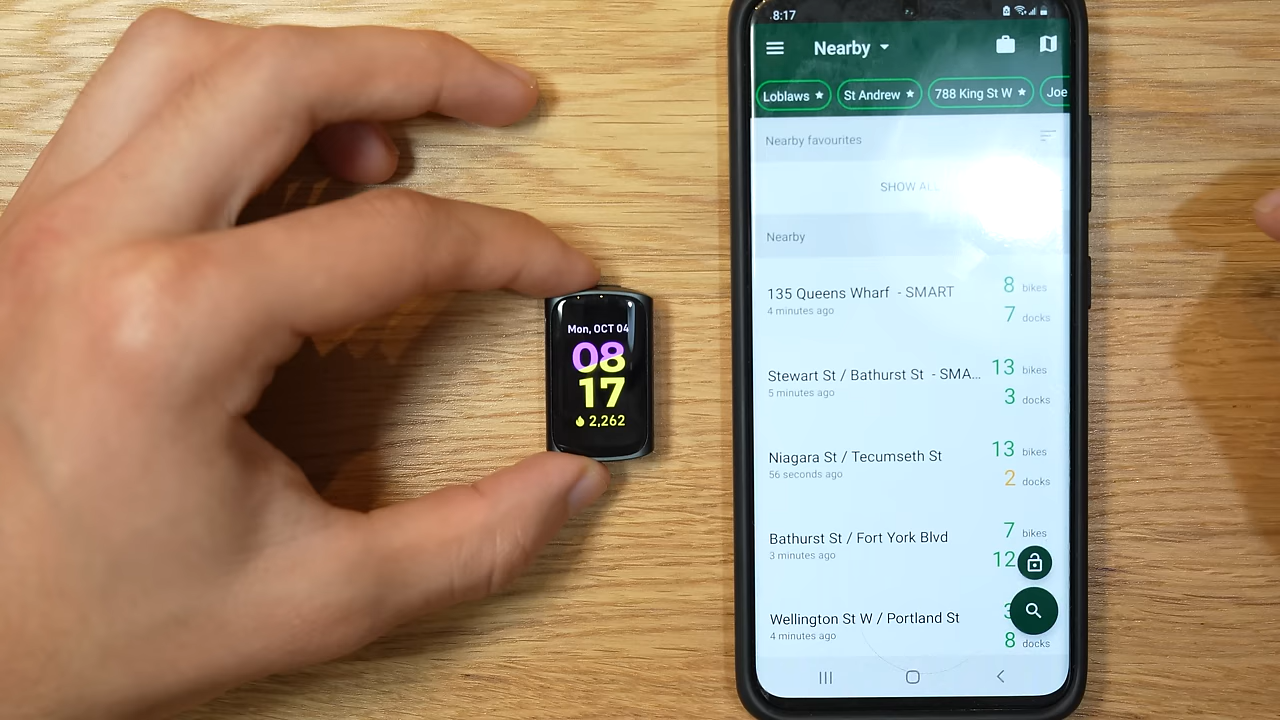 Mon, OCT 04
08
17
2,262
8:17
Nearby
Loblaws ★
St Andrew ★
788 King St W ★
Joe
Nearby favourites
SHOW ALL
Nearby
135 Queens Wharf - SMART
4 minutes ago
8 bikes
7 docks
Stewart St / Bathurst St - SMA...
5 minutes ago
13 bikes
3 docks
Niagara St / Tecumseth St
56 seconds ago
13 bikes
2 docks
Bathurst St / Fort York Blvd
3 minutes ago
7 bikes
12
Wellington St W / Portland St
4 minutes ago
8 docks